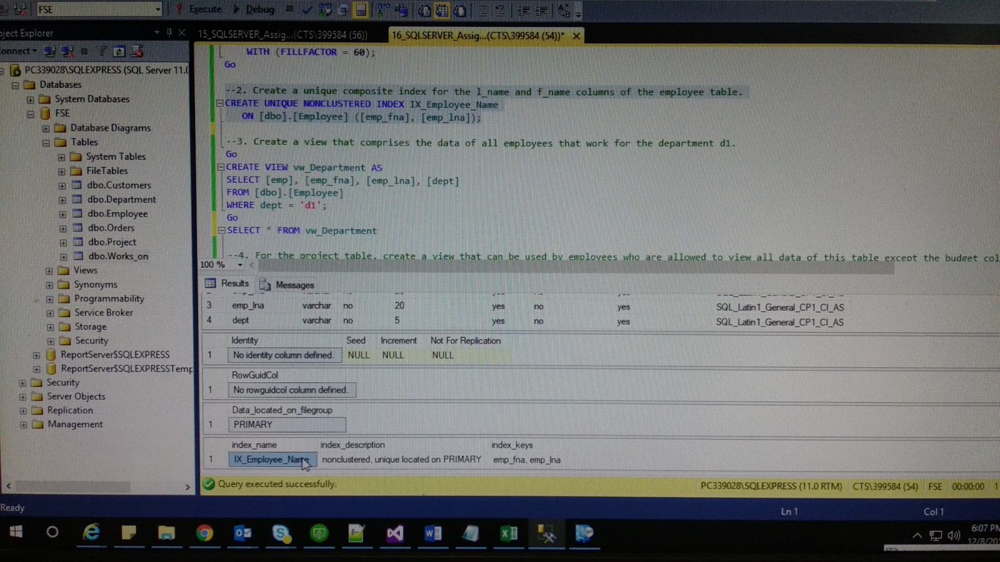 FSE
Execute
Debug
ject Explorer
onnect
15_SQLSERVER_Assig...(CTS\399584 (56))
16_SQLSERVER_Assig...(CTS\399584 (54))*
PC339028\SQLEXPRESS (SQL Server 11.0
Databases
System Databases
FSE
Database Diagrams
Tables
System Tables
FileTables
dbo.Customers
dbo.Department
dbo.Employee
dbo.Orders
dbo.Project
dbo.Works_on
Views
Synonyms
Programmability
Service Broker
Storage
Security
ReportServer$SQLEXPRESS
ReportServer$SQLEXPRESSTemp
Security
Server Objects
Replication
Management
WITH (FILLFACTOR = 60);
Go
--2. Create a unique composite index for the l_name and f_name columns of the employee table.
CREATE UNIQUE NONCLUSTERED INDEX IX_Employee_Name
ON [dbo].[Employee] ([emp_fna], [emp_lna]);
--3. Create a view that comprises the data of all employees that work for the department d1.
Go
CREATE VIEW vw_Department AS
SELECT [emp], [emp_fna], [emp_lna], [dept]
FROM [dbo].[Employee]
WHERE dept = 'd1';
Go
SELECT * FROM vw_Department
--4. For the project table, create a view that can be used by employees who are allowed to view all data of this table except the budget col
100 %
Results
Messages
3 emp_lna varchar no 20 yes no yes SQL_Latin1_General_CP1_CI_AS
4 dept varchar no 5 yes no yes SQL_Latin1_General_CP1_CI_AS
Identity Seed Increment Not For Replication
1 No identity column defined. NULL NULL NULL
RowGuidCol
1 No rowguidcol column defined.
Data_located_on_filegroup
1 PRIMARY
index_name index_description index_keys
1 IX_Employee_Name nonclustered, unique located on PRIMARY emp_fna, emp_lna
Query executed successfully.
PC339028\SQLEXPRESS (11.0 RTM) CTS\399584 (54) FSE 00:00:00 1
Ready
Ln 1
Col 1
6:07 PM
12/8/20